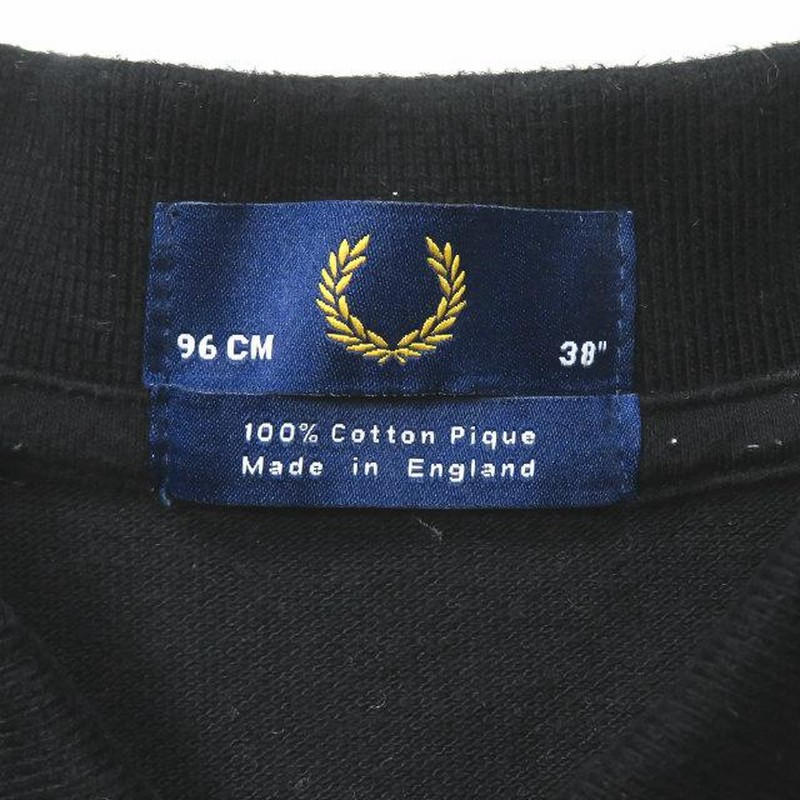 96 CM 38"
100% Cotton Pique
Made in England